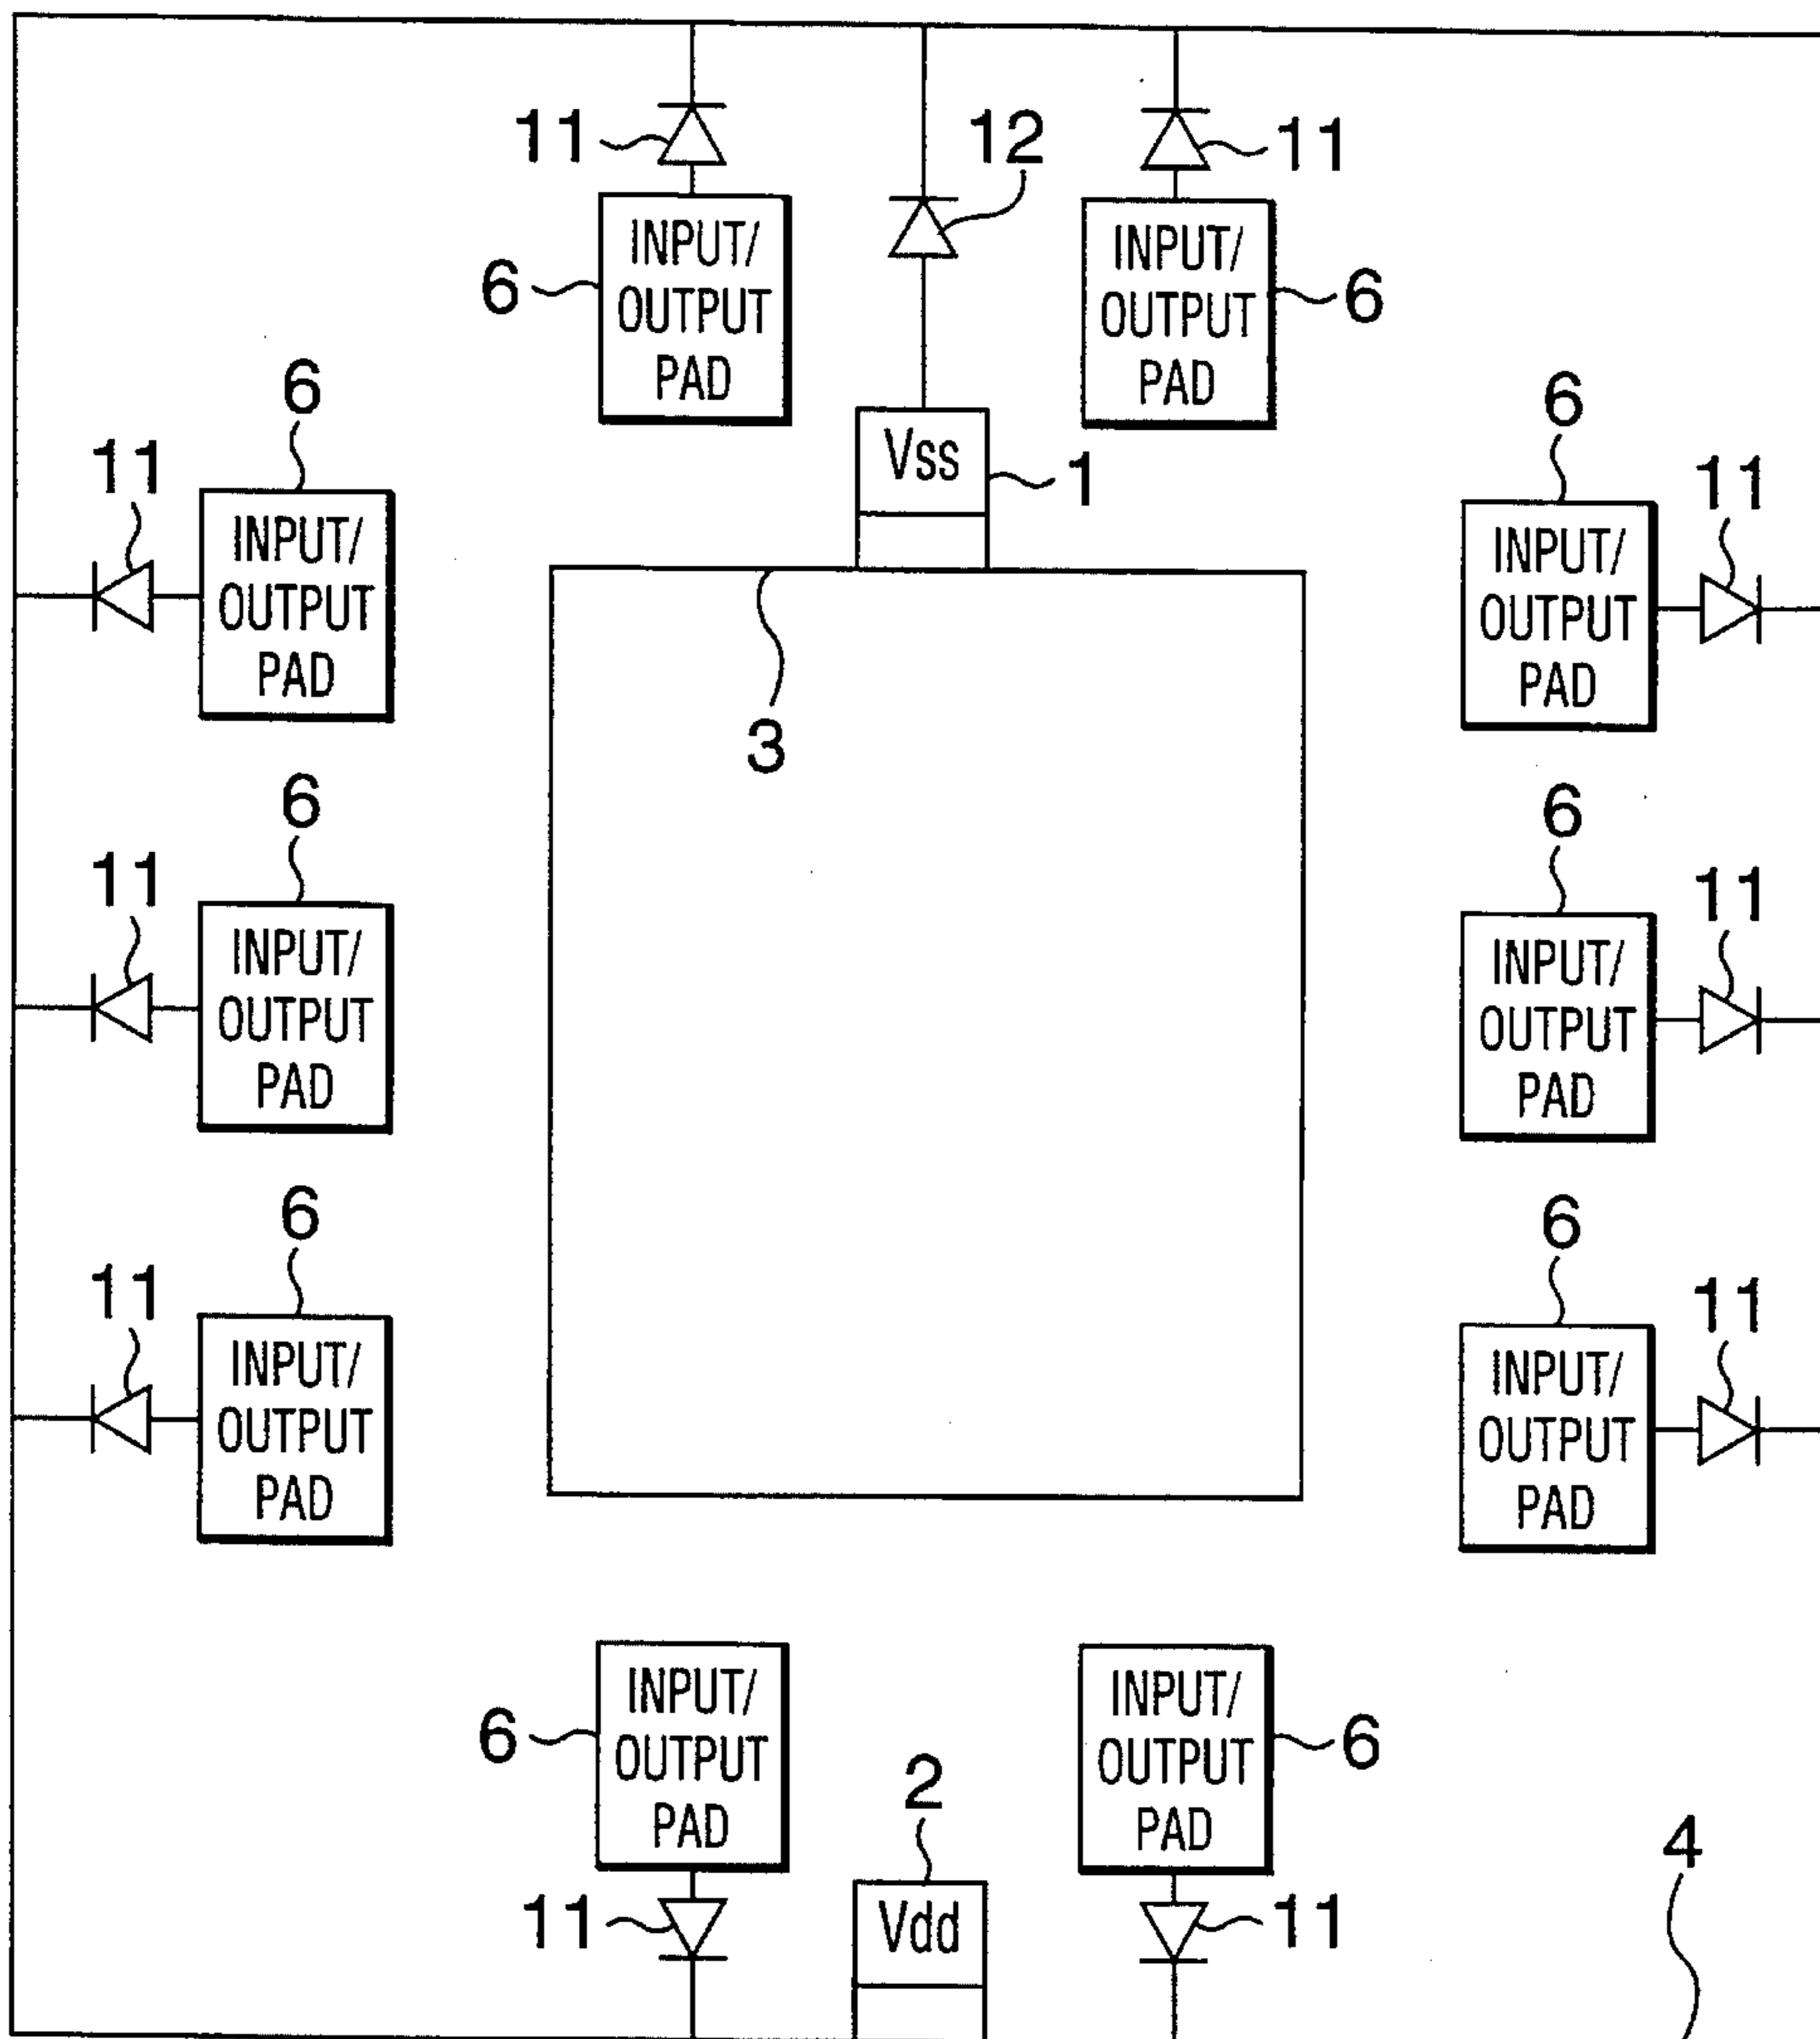 11
12
11
INPUT/
OUTPUT
PAD
6
INPUT/
OUTPUT
PAD
6
Vss
1
6
11
INPUT/
OUTPUT
PAD
6
11
INPUT/
OUTPUT
PAD
3
6
11
INPUT/
OUTPUT
PAD
6
11
INPUT/
OUTPUT
PAD
6
11
INPUT/
OUTPUT
PAD
6
11
INPUT/
OUTPUT
PAD
6
INPUT/
OUTPUT
PAD
INPUT/
OUTPUT
PAD
6
2
Vdd
11
11
4